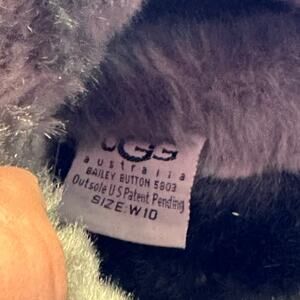 UGG
australia
BAILEY BUTTON 5803
Outsole U S Patent Pending
SIZE: W10